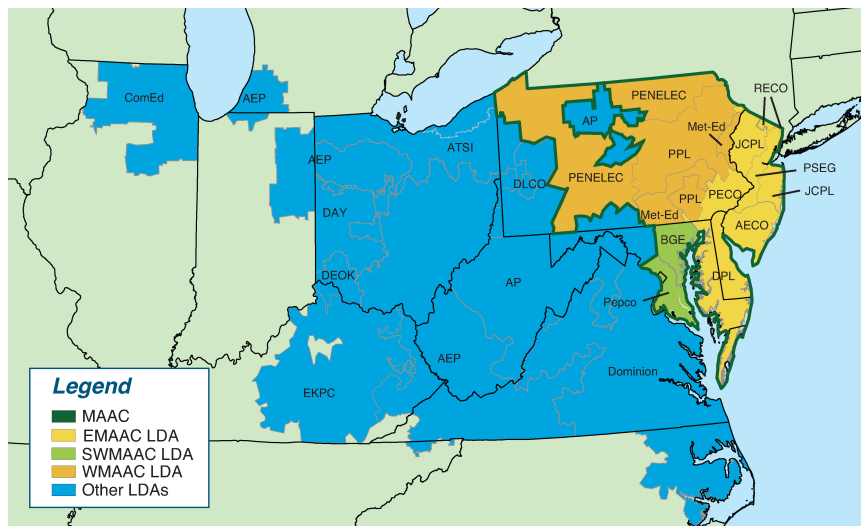 RECO
ComEd
AEP
PENELEC
AP
Met-Ed
JCPL
ATSI
PPL
AEP
PSEG
PENELEC
DLCO
PECO
JCPL
PPL
DAY
Met-Ed
AECO
BGE
DEOK
DPL
AP
Pepco
AEP
Dominion
EKPC
Legend
MAAC
EMAAC LDA
SWMAAC LDA
WMAAC LDA
Other LDAs